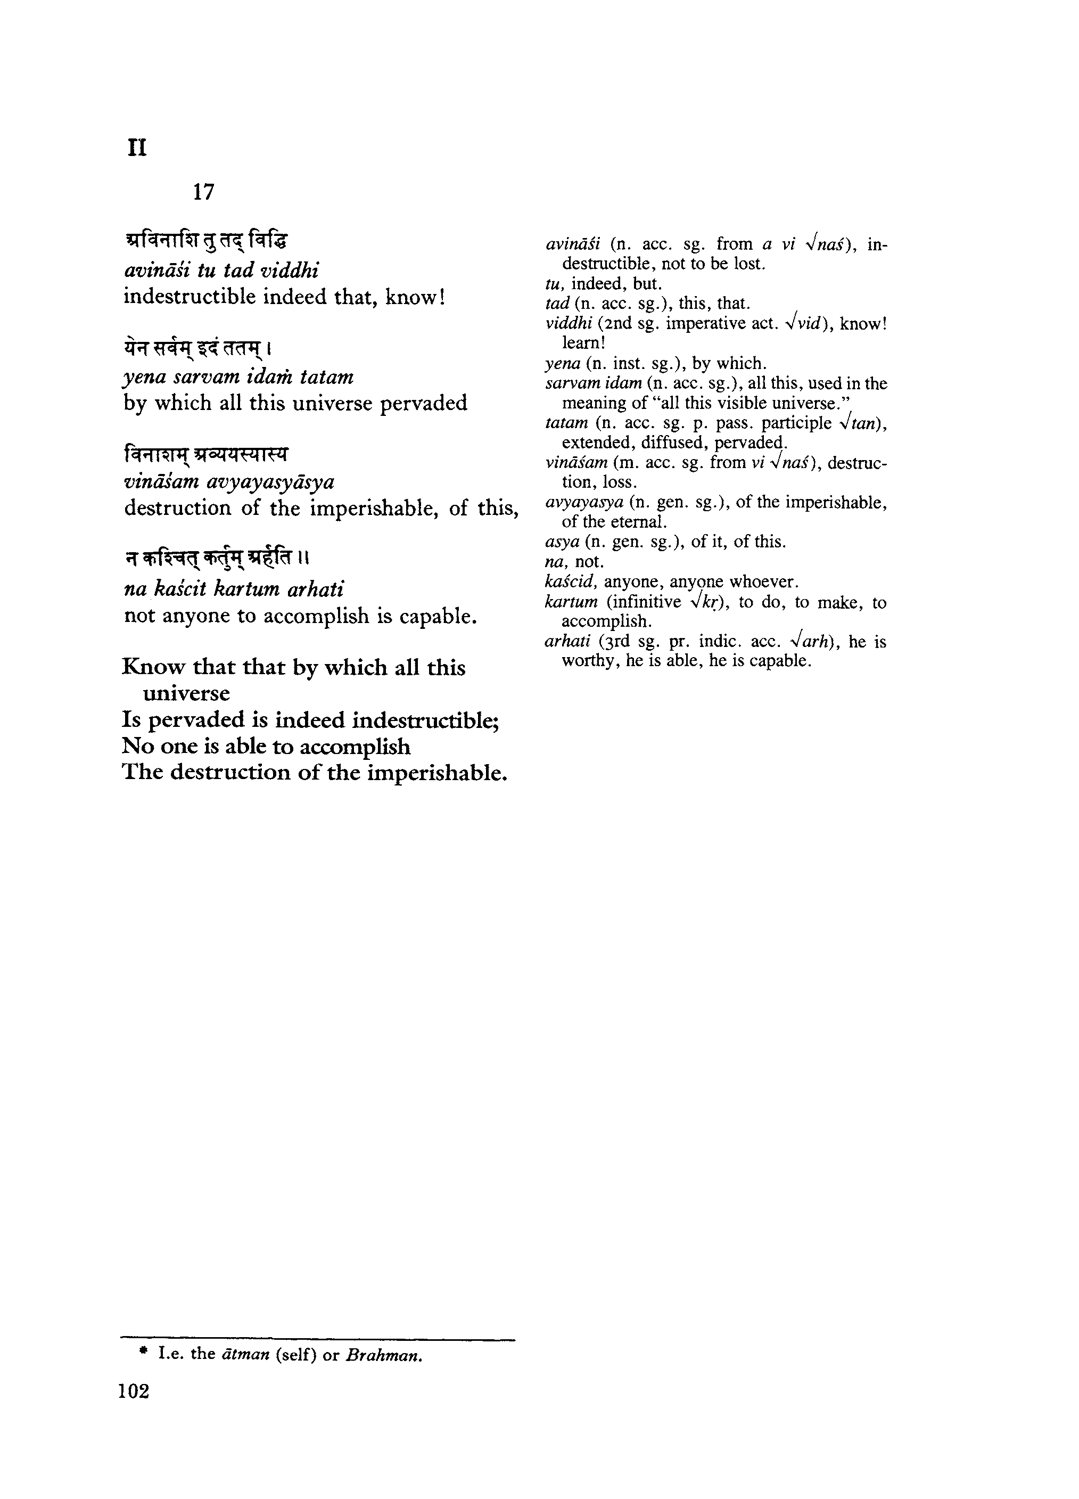 II
17
अविनाशि तु तद् विद्धि
avināśi tu tad viddhi
indestructible indeed that, know!
येन सर्वम् इदं ततम् ।
yena sarvam idaṁ tatam
by which all this universe pervaded
विनाशम् अव्ययस्यास्य
vināśam avyayasyāsya
destruction of the imperishable, of this,
न कश्चित् कर्तुम् अर्हति ॥
na kaścit kartum arhati
not anyone to accomplish is capable.
Know that that by which all this
universe
Is pervaded is indeed indestructible;
No one is able to accomplish
The destruction of the imperishable.
avināśi (n. acc. sg. from a vi √naś), in-
destructible, not to be lost.
tu, indeed, but.
tad (n. acc. sg.), this, that.
viddhi (2nd sg. imperative act. √vid), know!
learn!
yena (n. inst. sg.), by which.
sarvam idam (n. acc. sg.), all this, used in the
meaning of “all this visible universe.”
tatam (n. acc. sg. p. pass. participle √tan),
extended, diffused, pervaded.
vināśam (m. acc. sg. from vi √naś), destruc-
tion, loss.
avyayasya (n. gen. sg.), of the imperishable,
of the eternal.
asya (n. gen. sg.), of it, of this.
na, not.
kaścid, anyone, anyone whoever.
kartum (infinitive √kṛ), to do, to make, to
accomplish.
arhati (3rd sg. pr. indic. acc. √arh), he is
worthy, he is able, he is capable.
* I.e. the ātman (self) or Brahman.
102